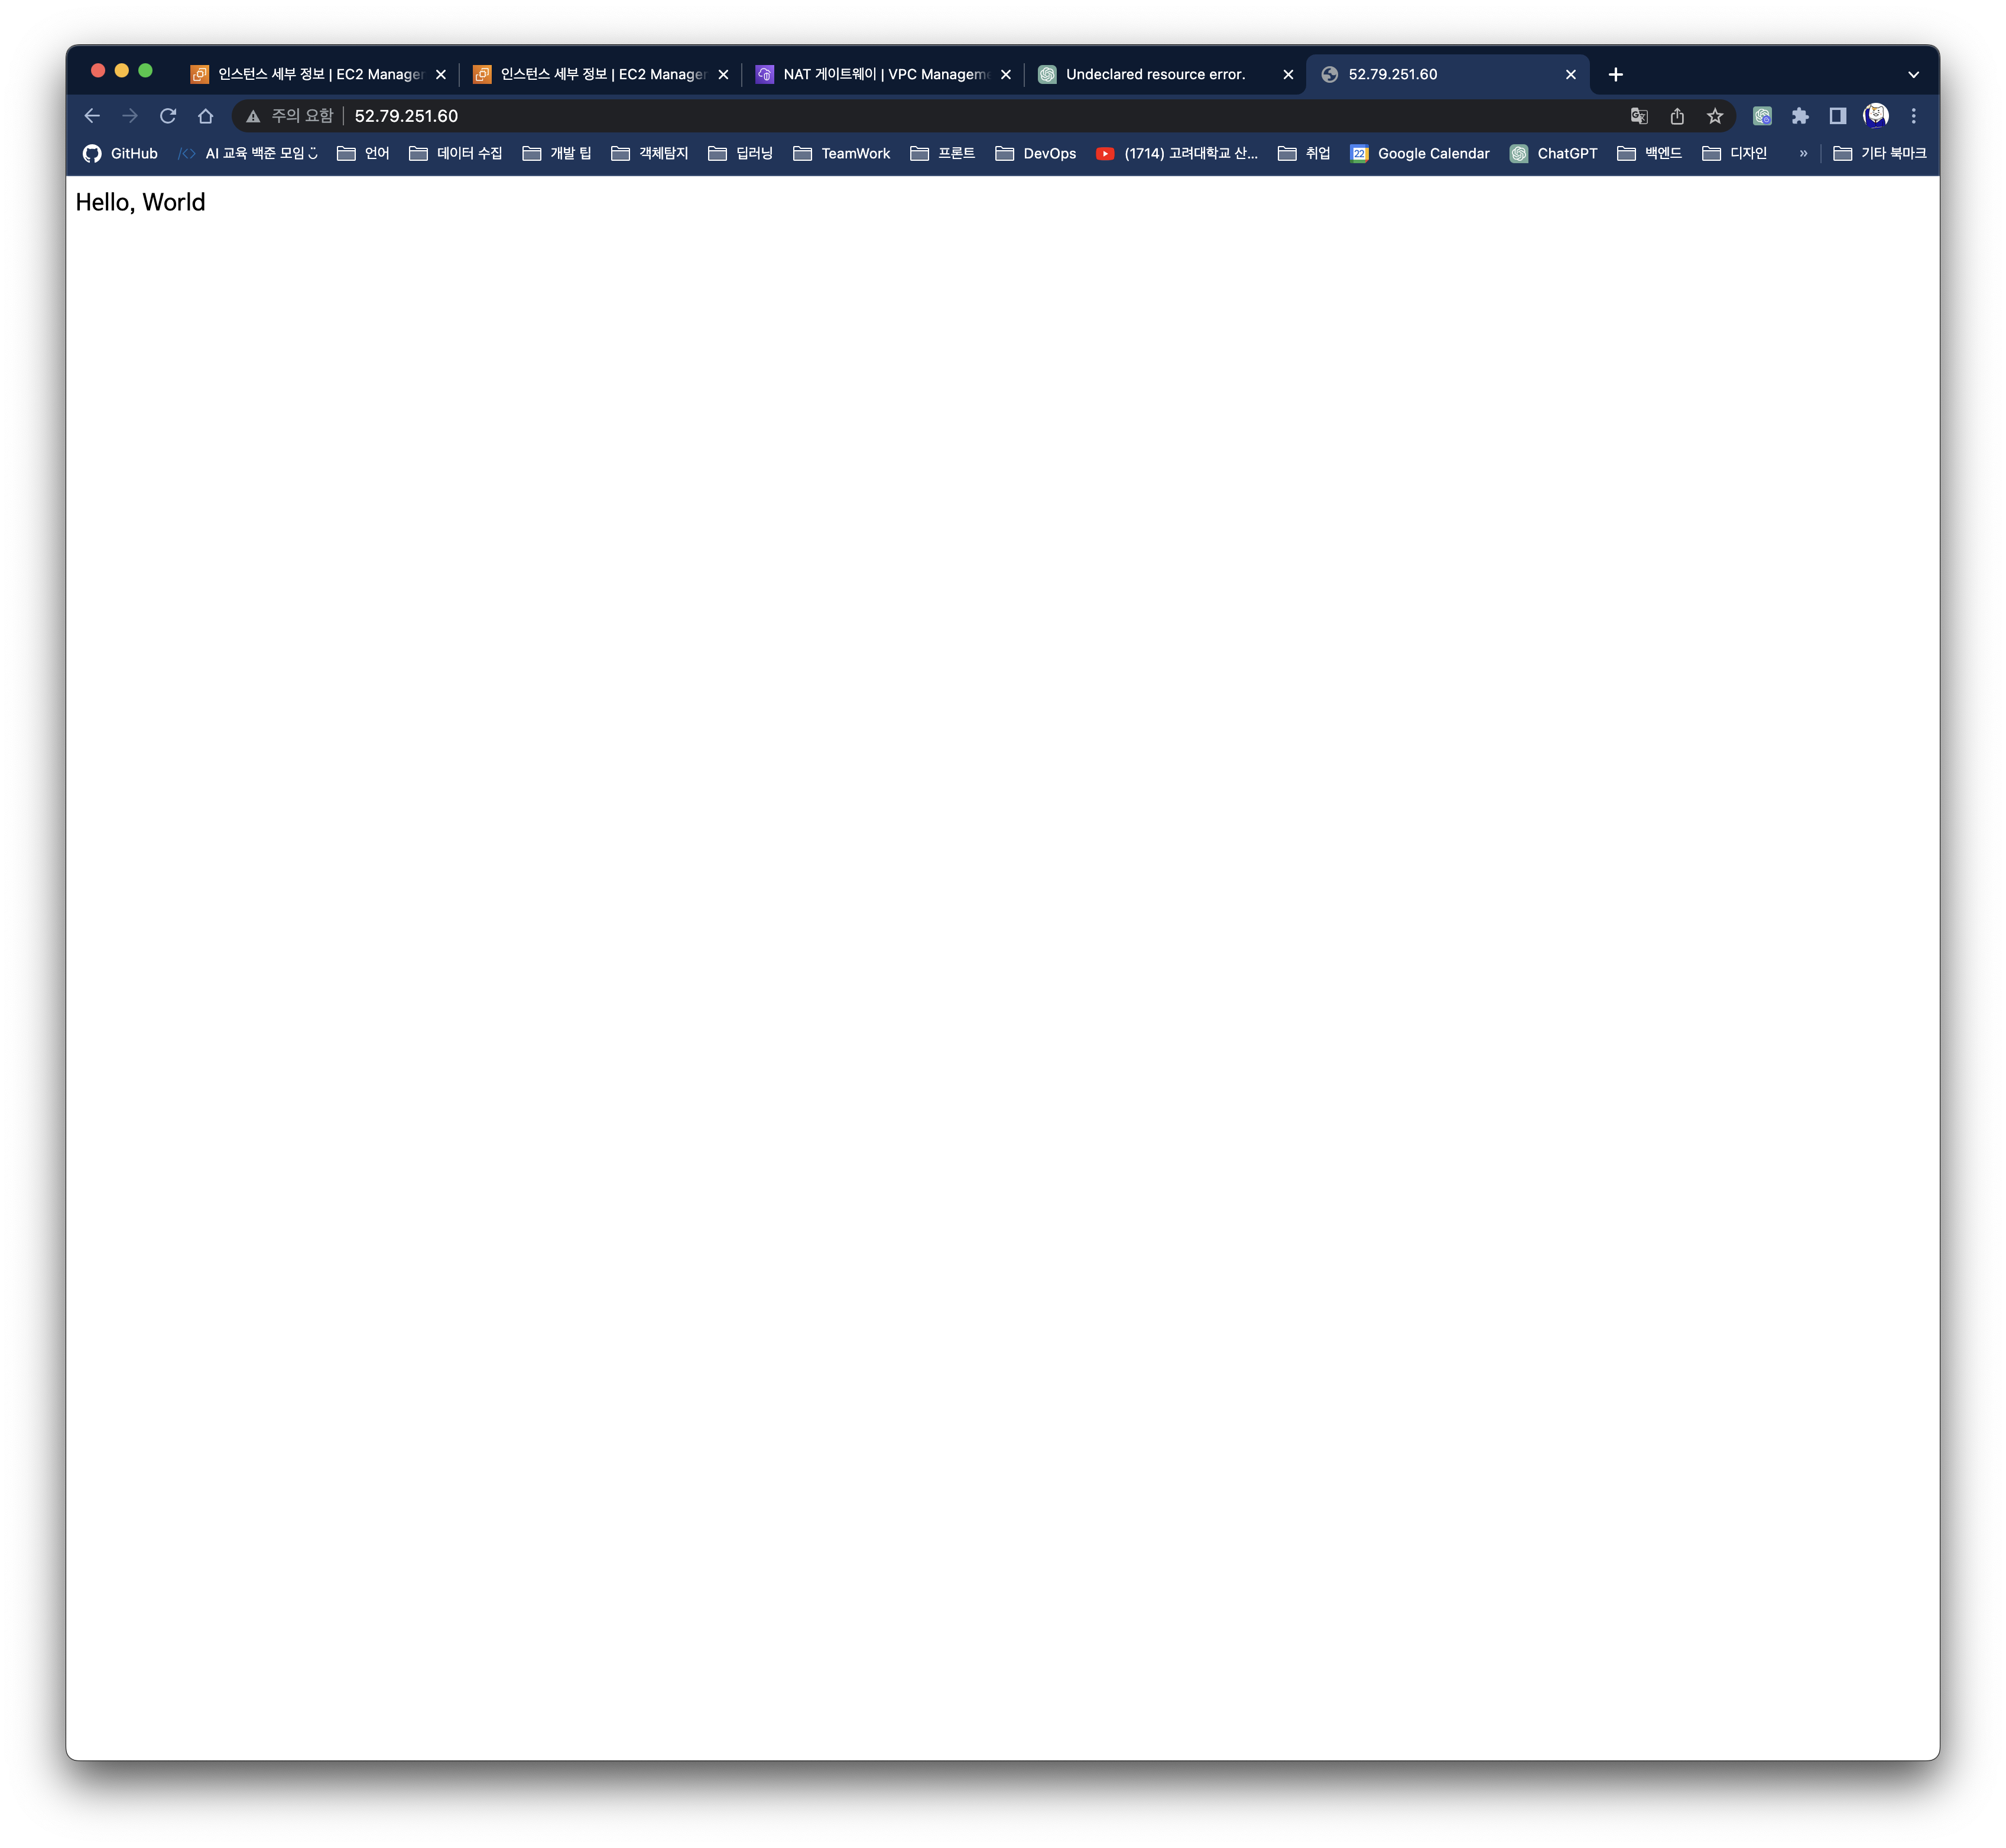 인스턴스 세부 정보 | EC2 Manager
인스턴스 세부 정보 | EC2 Manager
NAT 게이트웨이 | VPC Manageme
Undeclared resource error.
52.79.251.60
주의 요함 | 52.79.251.60
GitHub
AI 교육 백준 모임
언어
데이터 수집
개발 팁
객체탐지
딥러닝
TeamWork
프론트
DevOps
(1714) 고려대학교 산...
취업
22
Google Calendar
ChatGPT
백엔드
디자인
»
기타 북마크
Hello, World